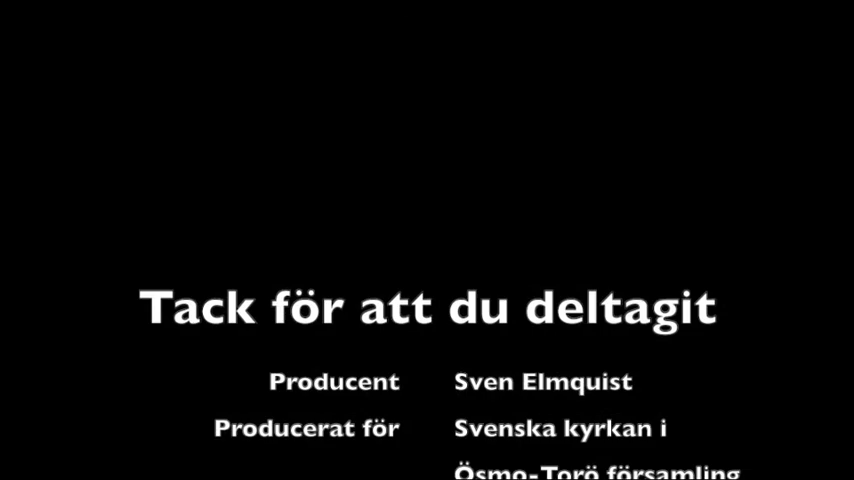 Tack för att du deltagit
Producent Sven Elmquist
Producerat för Svenska kyrkan i
Ösmo-Torö församling